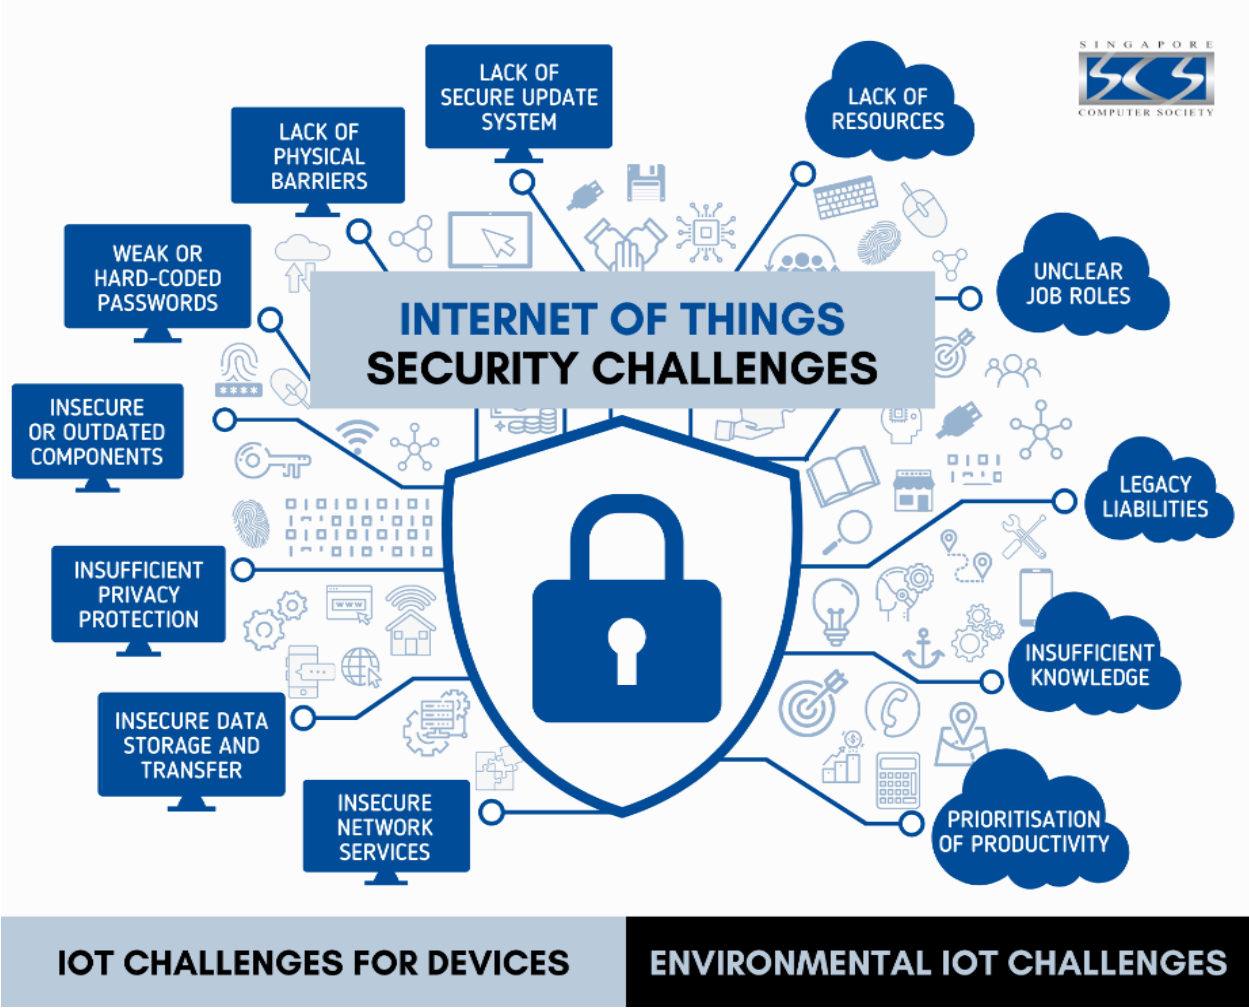 SINGAPORE
SCS
COMPUTER SOCIETY
INTERNET OF THINGS
SECURITY CHALLENGES
LACK OF
SECURE UPDATE
SYSTEM
LACK OF
PHYSICAL
BARRIERS
WEAK OR
HARD-CODED
PASSWORDS
INSECURE
OR OUTDATED
COMPONENTS
INSUFFICIENT
PRIVACY
PROTECTION
INSECURE DATA
STORAGE AND
TRANSFER
INSECURE
NETWORK
SERVICES
LACK OF
RESOURCES
UNCLEAR
JOB ROLES
LEGACY
LIABILITIES
INSUFFICIENT
KNOWLEDGE
PRIORITISATION
OF PRODUCTIVITY
****
WWW
$
IOT CHALLENGES FOR DEVICES
ENVIRONMENTAL IOT CHALLENGES